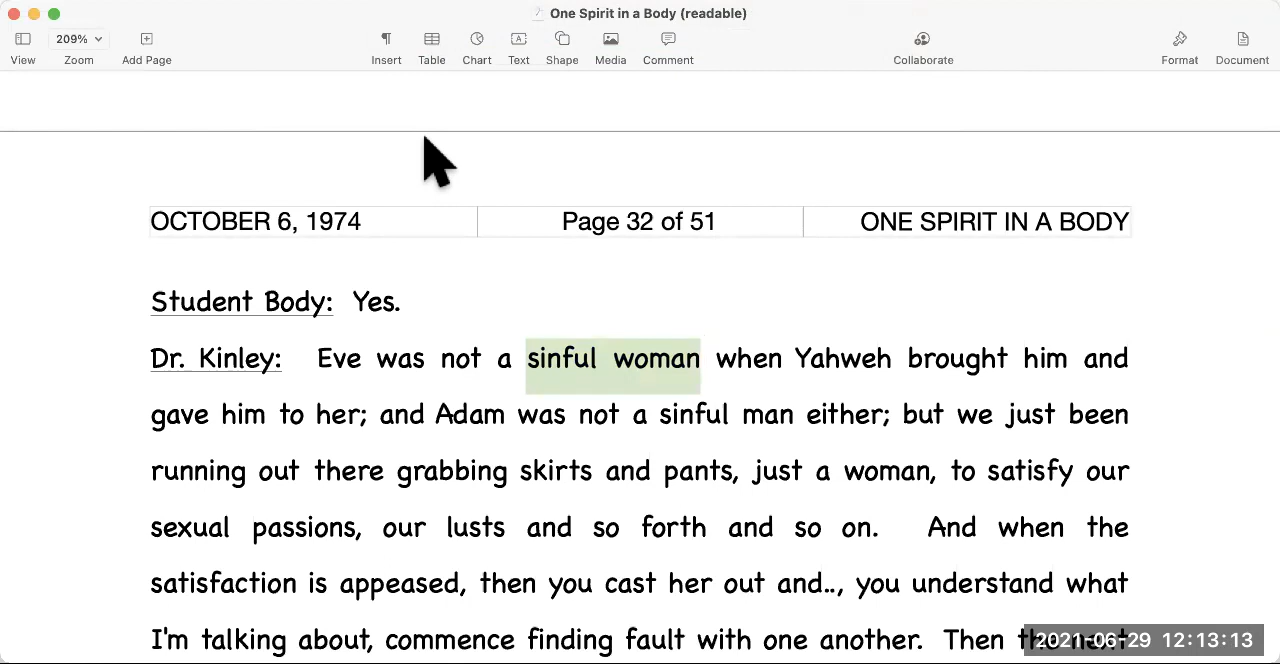 One Spirit in a Body (readable)
209%
View Zoom Add Page Insert Table Chart Text Shape Media Comment Collaborate Format Document
OCTOBER 6, 1974 Page 32 of 51 ONE SPIRIT IN A BODY
Student Body: Yes.
Dr. Kinley: Eve was not a sinful woman when Yahweh brought him and
gave him to her; and Adam was not a sinful man either; but we just been
running out there grabbing skirts and pants, just a woman, to satisfy our
sexual passions, our lusts and so forth and so on. And when the
satisfaction is appeased, then you cast her out and.., you understand what
I'm talking about, commence finding fault with one another. Then the next
2021-06-29 12:13:13